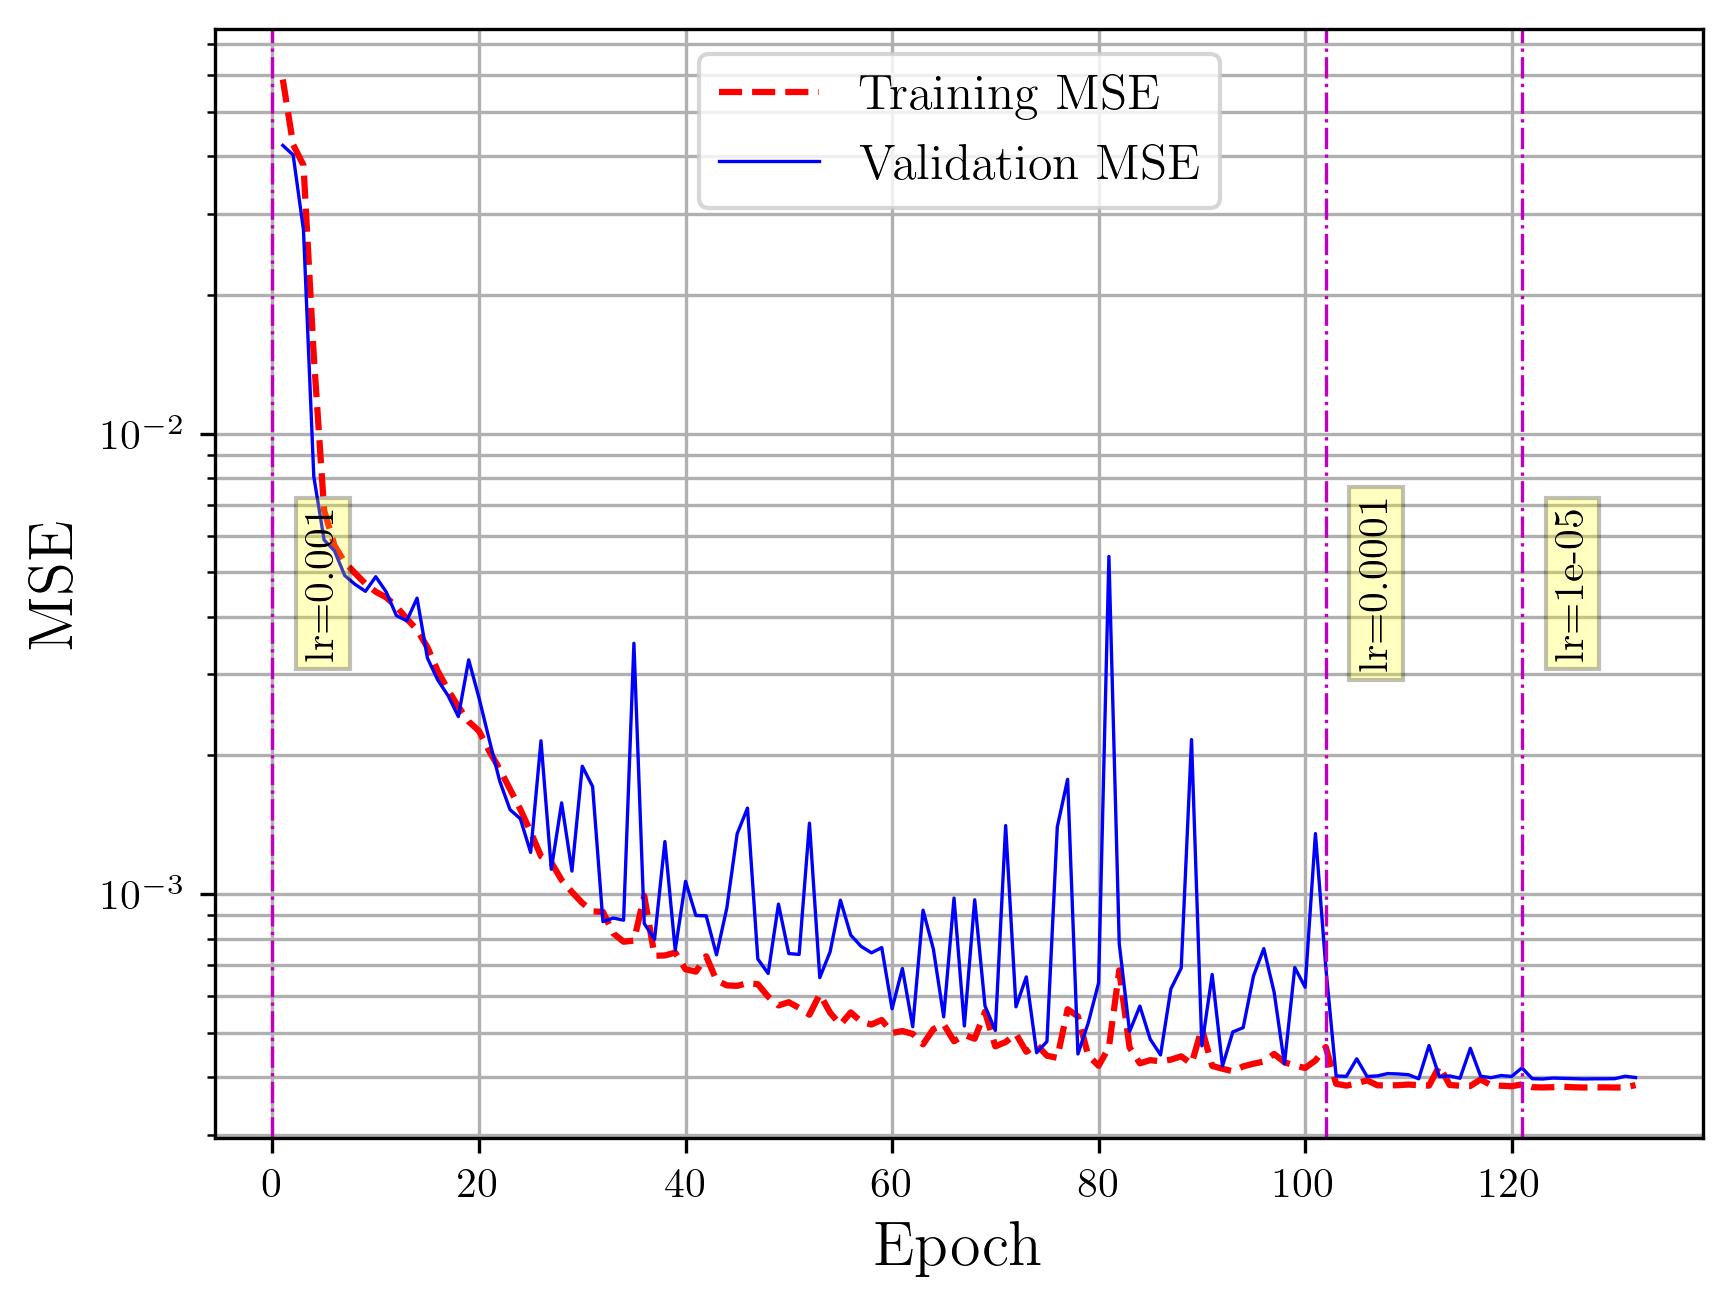 Training MSE
Validation MSE
MSE
10⁻²
10⁻³
lr=0.001
lr=0.0001
lr=1e-05
0 20 40 60 80 100 120
Epoch